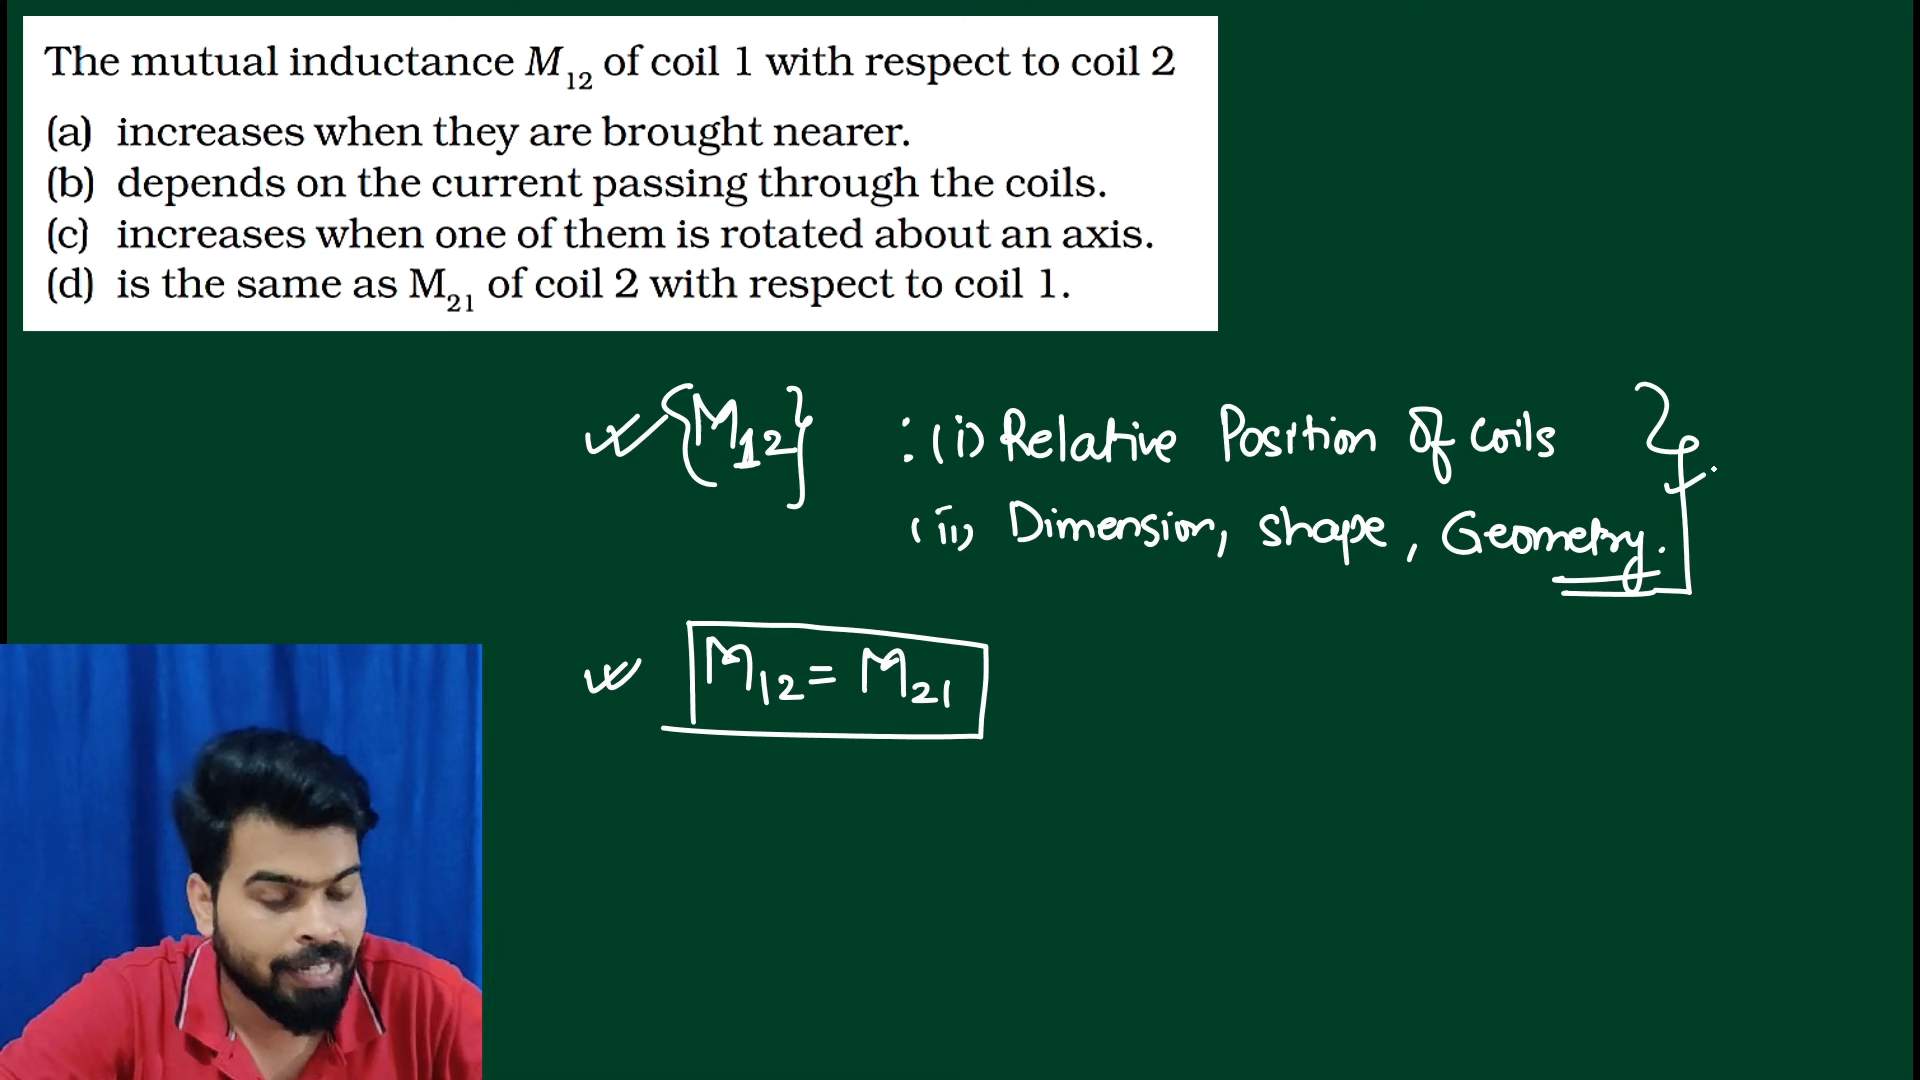 The mutual inductance M₁₂ of coil 1 with respect to coil 2
(a) increases when they are brought nearer.
(b) depends on the current passing through the coils.
(c) increases when one of them is rotated about an axis.
(d) is the same as M₂₁ of coil 2 with respect to coil 1.
{M₁₂} : (i) Relative Position Of coils
(ii) Dimension, shape, Geometry.
M₁₂ = M₂₁